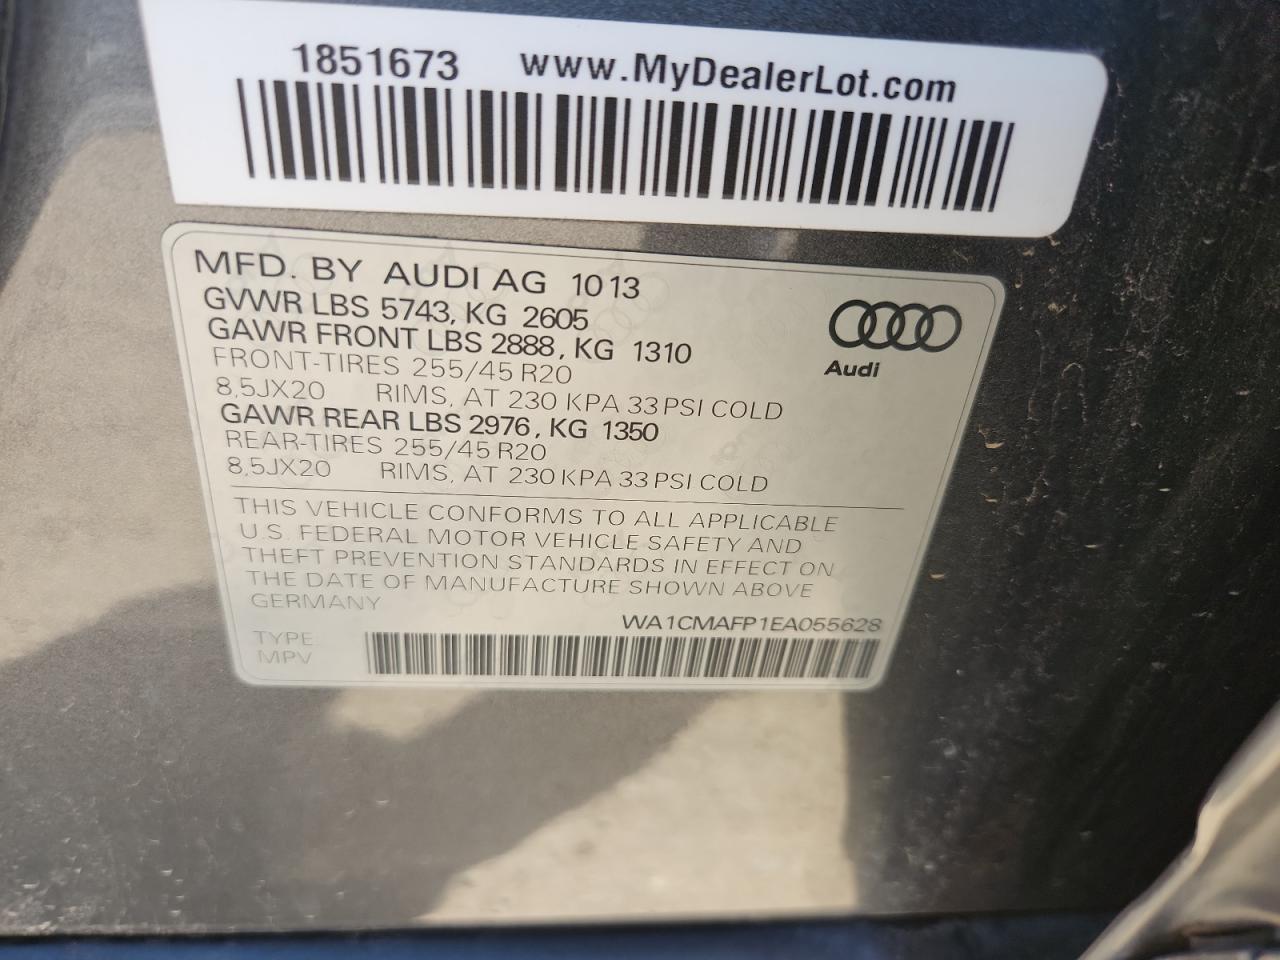 1851673 www.MyDealerLot.com
MFD. BY AUDI AG 10 13
GVWR LBS 5743, KG 2605
GAWR FRONT LBS 2888, KG 1310
FRONT-TIRES 255/45 R20
8,5JX20 RIMS, AT 230 KPA 33 PSI COLD
GAWR REAR LBS 2976, KG 1350
REAR-TIRES 255/45 R20
8,5JX20 RIMS, AT 230 KPA 33 PSI COLD
Audi
THIS VEHICLE CONFORMS TO ALL APPLICABLE
U.S. FEDERAL MOTOR VEHICLE SAFETY AND
THEFT PREVENTION STANDARDS IN EFFECT ON
THE DATE OF MANUFACTURE SHOWN ABOVE
GERMANY
WA1CMAFP1EA055628
TYPE
MPV